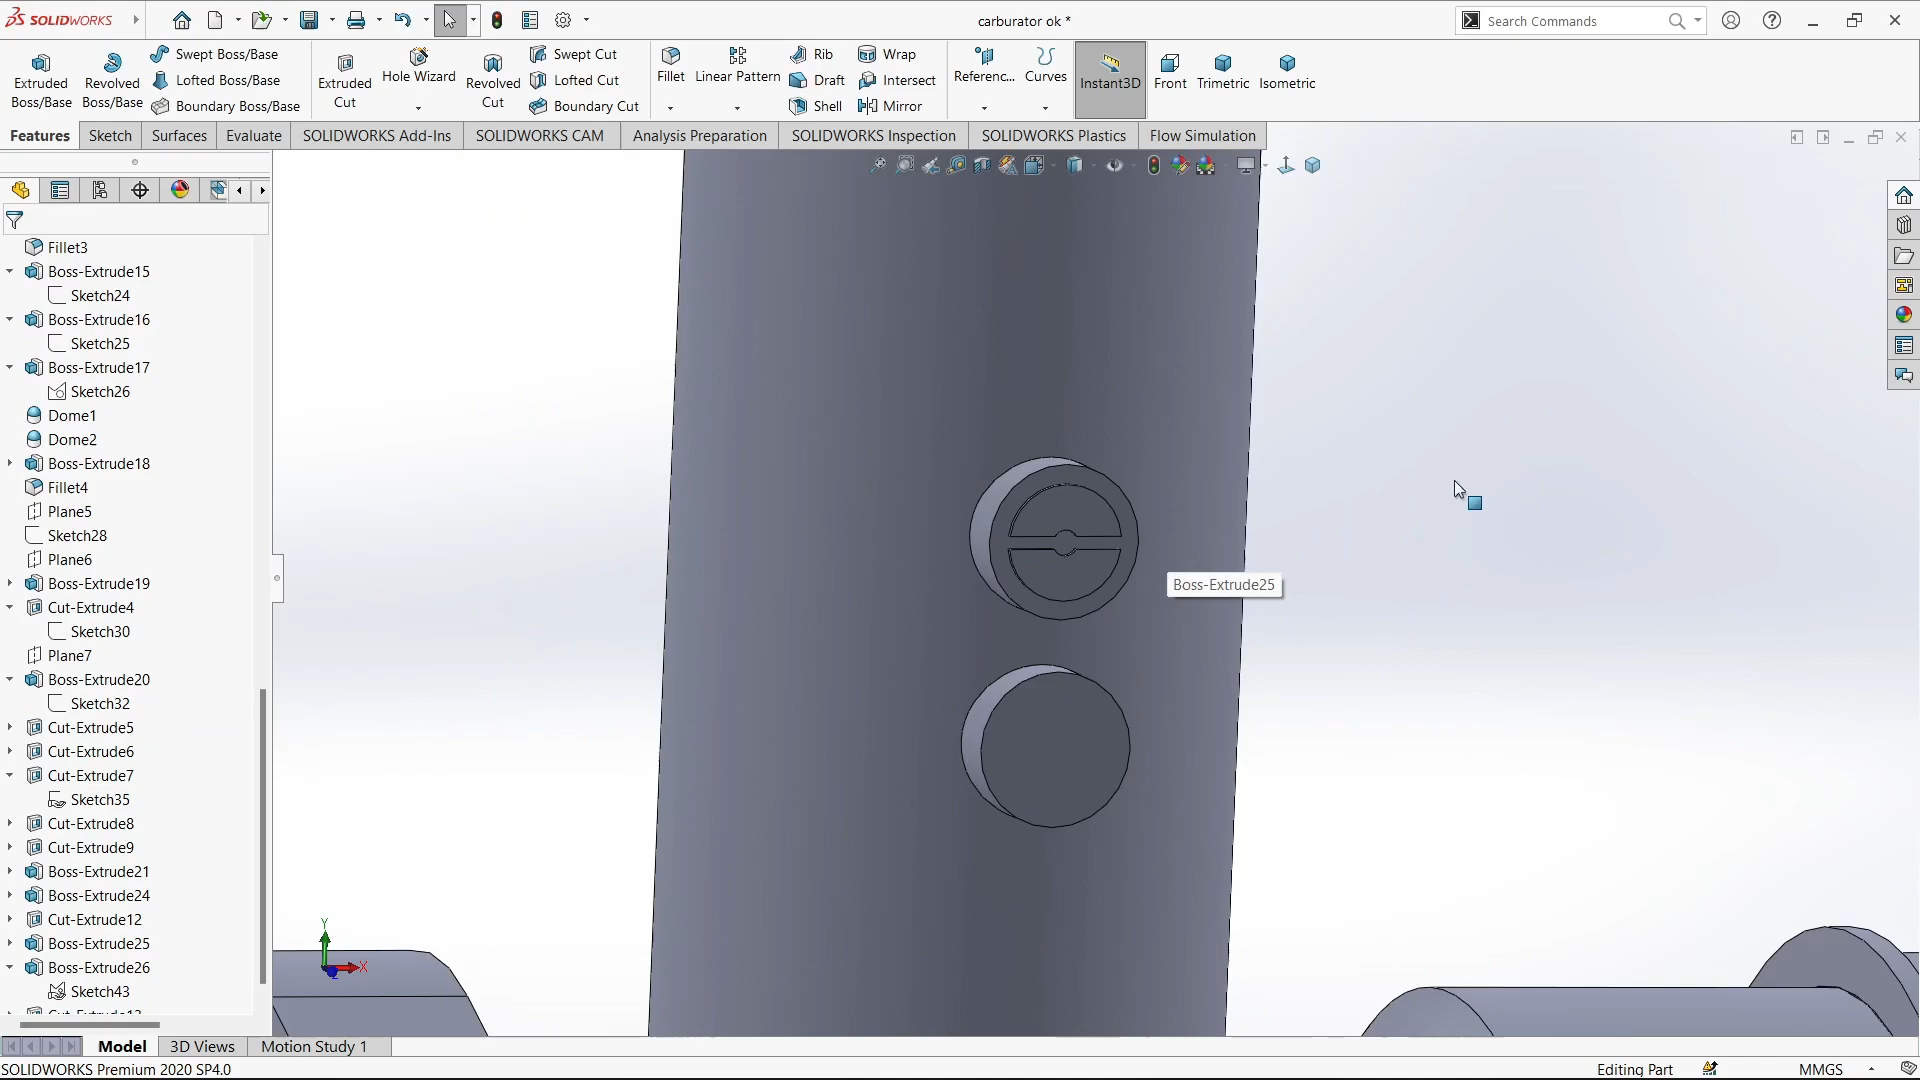 SOLIDWORKS
carburator ok *
Search Commands
Extruded Boss/Base
Revolved Boss/Base
Swept Boss/Base
Lofted Boss/Base
Boundary Boss/Base
Extruded Cut
Hole Wizard
Revolved Cut
Swept Cut
Lofted Cut
Boundary Cut
Fillet
Linear Pattern
Rib
Draft
Shell
Wrap
Intersect
Mirror
Referenc...
Curves
Instant3D
Front
Trimetric
Isometric
Features
Sketch
Surfaces
Evaluate
SOLIDWORKS Add-Ins
SOLIDWORKS CAM
Analysis Preparation
SOLIDWORKS Inspection
SOLIDWORKS Plastics
Flow Simulation
Fillet3
Boss-Extrude15
Sketch24
Boss-Extrude16
Sketch25
Boss-Extrude17
Sketch26
Dome1
Dome2
Boss-Extrude18
Fillet4
Plane5
Sketch28
Plane6
Boss-Extrude19
Cut-Extrude4
Sketch30
Plane7
Boss-Extrude20
Sketch32
Cut-Extrude5
Cut-Extrude6
Cut-Extrude7
Sketch35
Cut-Extrude8
Cut-Extrude9
Boss-Extrude21
Boss-Extrude24
Cut-Extrude12
Boss-Extrude25
Boss-Extrude26
Sketch43
Boss-Extrude25
Y
X
Model
3D Views
Motion Study 1
SOLIDWORKS Premium 2020 SP4.0
Editing Part
MMGS